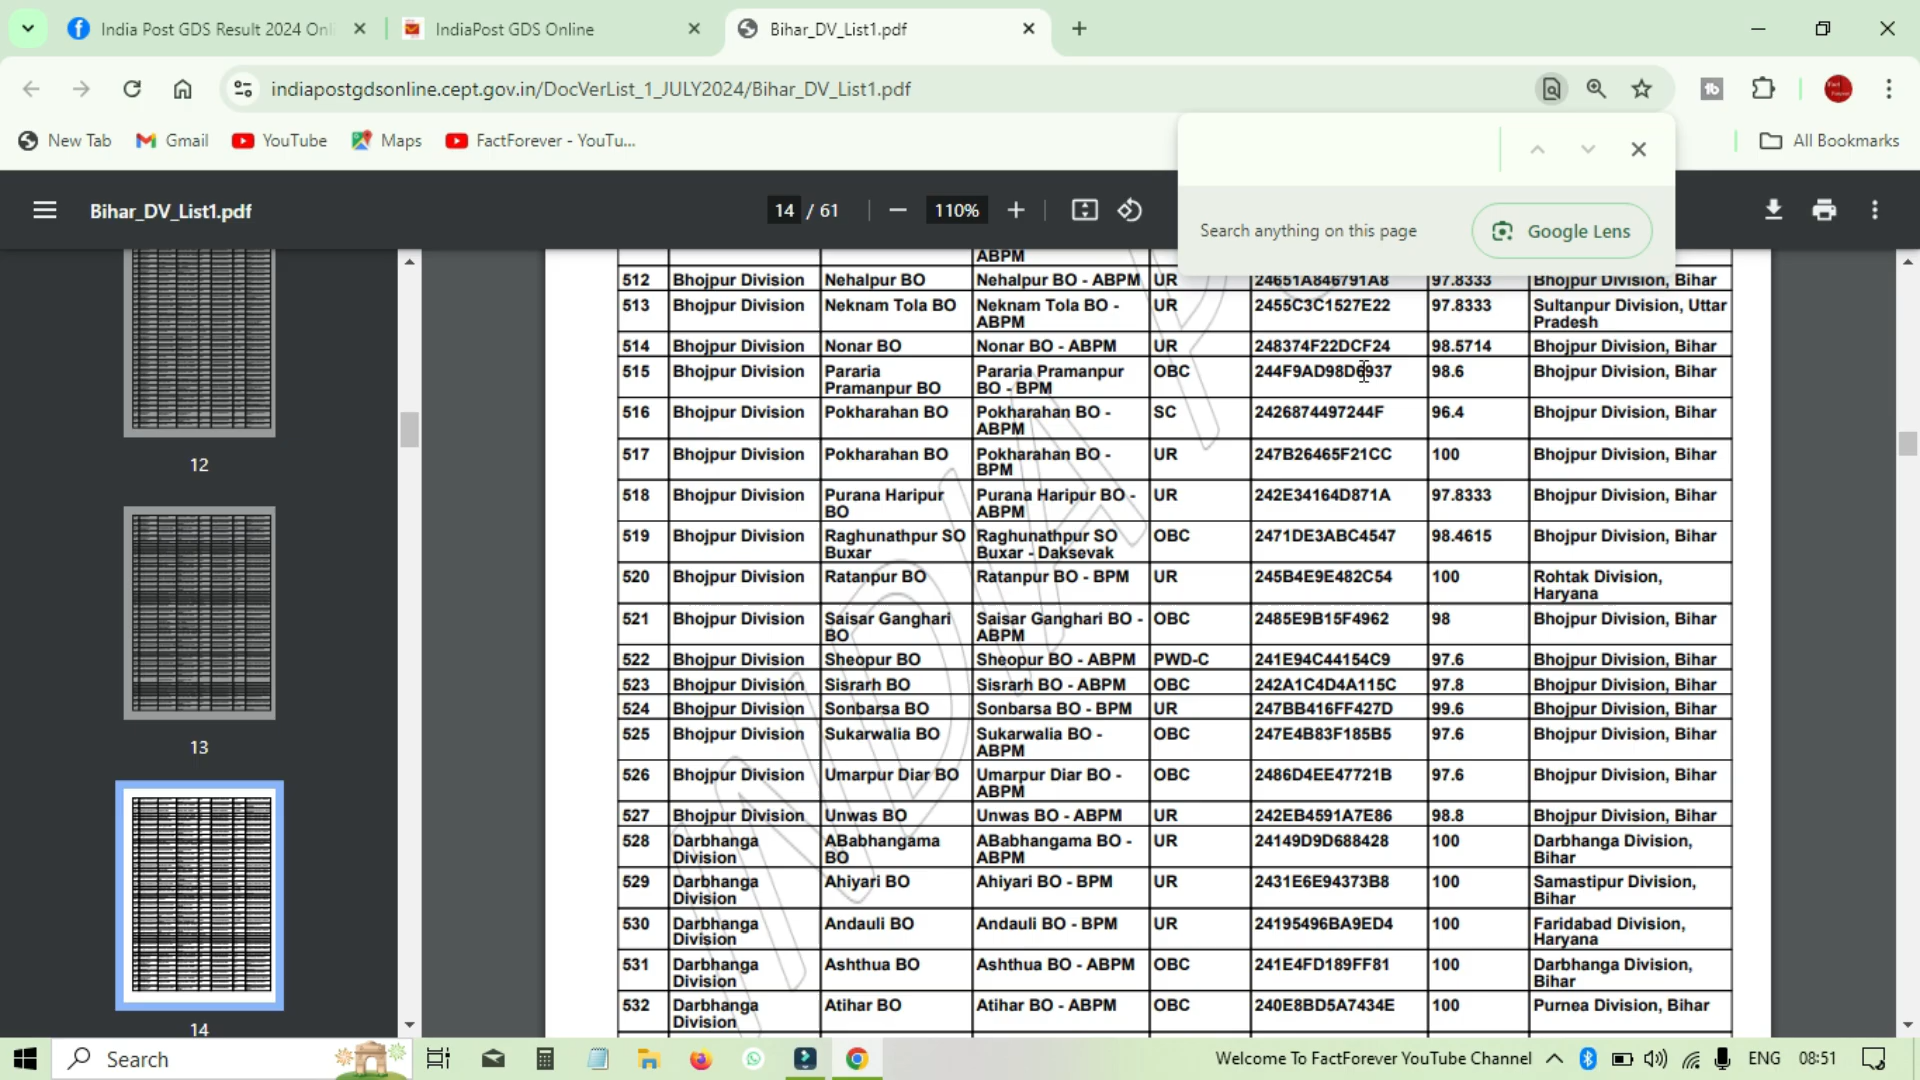 India Post GDS Result 2024 Onl
IndiaPost GDS Online
Bihar_DV_List1.pdf
indiapostgdsonline.cept.gov.in/DocVerList_1_JULY2024/Bihar_DV_List1.pdf
New Tab
Gmail
YouTube
Maps
FactForever - YouTu...
All Bookmarks
Bihar_DV_List1.pdf
14 / 61
110%
Search anything on this page
Google Lens
12
13
14
ABPM
512 Bhojpur Division Nehalpur BO Nehalpur BO - ABPM UR 24651A846791A8 97.8333 Bhojpur Division, Bihar
513 Bhojpur Division Neknam Tola BO Neknam Tola BO - UR 2455C3C1527E22 97.8333 Sultanpur Division, Uttar
ABPM Pradesh
514 Bhojpur Division Nonar BO Nonar BO - ABPM UR 248374F22DCF24 98.5714 Bhojpur Division, Bihar
515 Bhojpur Division Pararia Pararia Pramanpur OBC 244F9AD98D6937 98.6 Bhojpur Division, Bihar
Pramanpur BO BO - BPM
516 Bhojpur Division Pokharahan BO Pokharahan BO - SC 2426874497244F 96.4 Bhojpur Division, Bihar
ABPM
517 Bhojpur Division Pokharahan BO Pokharahan BO - UR 247B26465F21CC 100 Bhojpur Division, Bihar
BPM
518 Bhojpur Division Purana Haripur Purana Haripur BO - UR 242E34164D871A 97.8333 Bhojpur Division, Bihar
BO ABPM
519 Bhojpur Division Raghunathpur SO Raghunathpur SO OBC 2471DE3ABC4547 98.4615 Bhojpur Division, Bihar
Buxar Buxar - Daksevak
520 Bhojpur Division Ratanpur BO Ratanpur BO - BPM UR 245B4E9E482C54 100 Rohtak Division,
Haryana
521 Bhojpur Division Saisar Ganghari Saisar Ganghari BO - OBC 2485E9B15F4962 98 Bhojpur Division, Bihar
BO ABPM
522 Bhojpur Division Sheopur BO Sheopur BO - ABPM PWD-C 241E94C44154C9 97.6 Bhojpur Division, Bihar
523 Bhojpur Division Sisrarh BO Sisrarh BO - ABPM OBC 242A1C4D4A115C 97.8 Bhojpur Division, Bihar
524 Bhojpur Division Sonbarsa BO Sonbarsa BO - BPM UR 247BB416FF427D 99.6 Bhojpur Division, Bihar
525 Bhojpur Division Sukarwalia BO Sukarwalia BO - OBC 247E4B83F185B5 97.6 Bhojpur Division, Bihar
ABPM
526 Bhojpur Division Umarpur Diar BO Umarpur Diar BO - OBC 2486D4EE47721B 97.6 Bhojpur Division, Bihar
ABPM
527 Bhojpur Division Unwas BO Unwas BO - ABPM UR 242EB4591A7E86 98.8 Bhojpur Division, Bihar
528 Darbhanga ABabhangama ABabhangama BO - UR 24149D9D688428 100 Darbhanga Division,
Division BO ABPM Bihar
529 Darbhanga Ahiyari BO Ahiyari BO - BPM UR 2431E6E94373B8 100 Samastipur Division,
Division Bihar
530 Darbhanga Andauli BO Andauli BO - BPM UR 24195496BA9ED4 100 Faridabad Division,
Division Haryana
531 Darbhanga Ashthua BO Ashthua BO - ABPM OBC 241E4FD189FF81 100 Darbhanga Division,
Division Bihar
532 Darbhanga Atihar BO Atihar BO - ABPM OBC 240E8BD5A7434E 100 Purnea Division, Bihar
Division
INDIA P
Search
Welcome To FactForever YouTube Channel
ENG
08:51